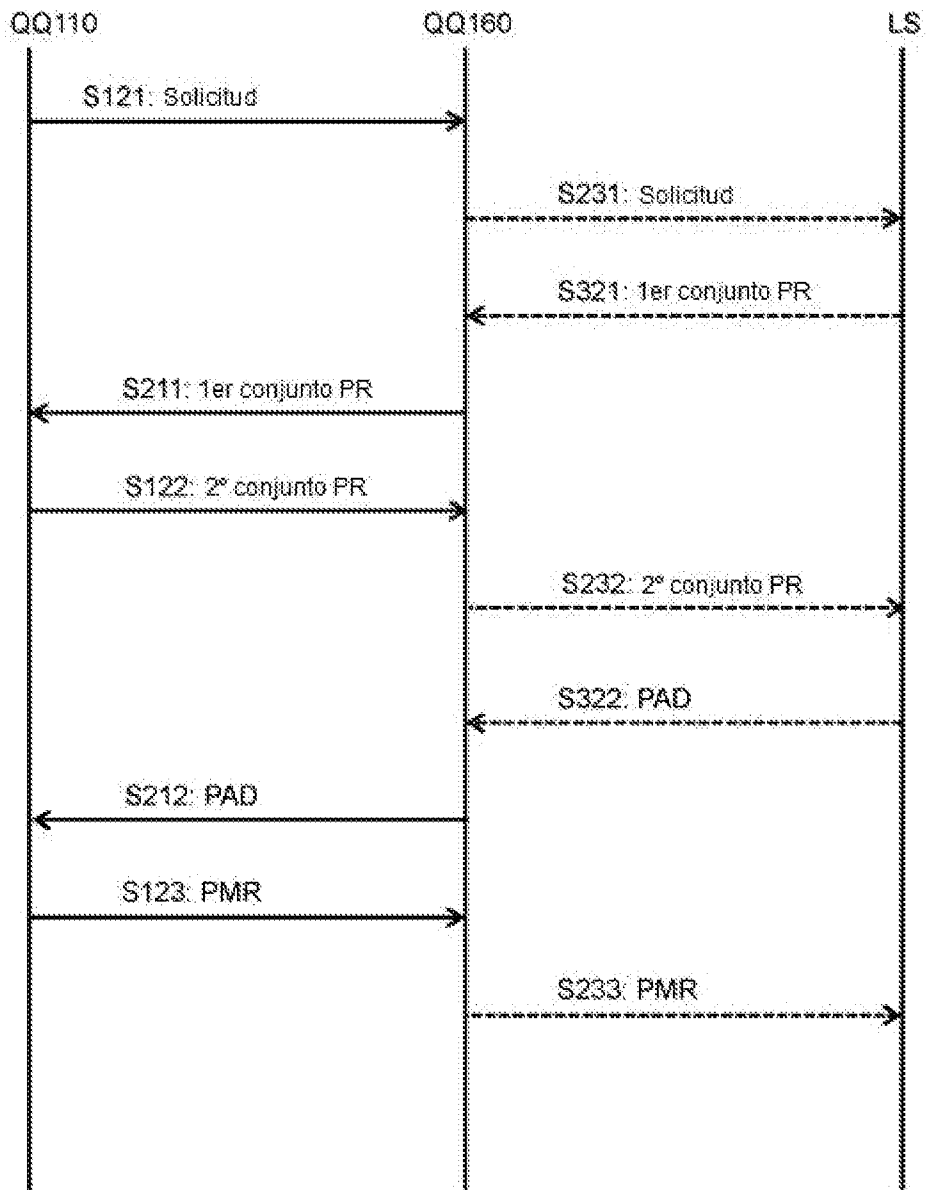 QQ110 QQ160 LS
S121: Solicitud
S231: Solicitud
S321: 1er conjunto PR
S211: 1er conjunto PR
S122: 2º conjunto PR
S232: 2º conjunto PR
S322: PAD
S212: PAD
S123: PMR
S233: PMR